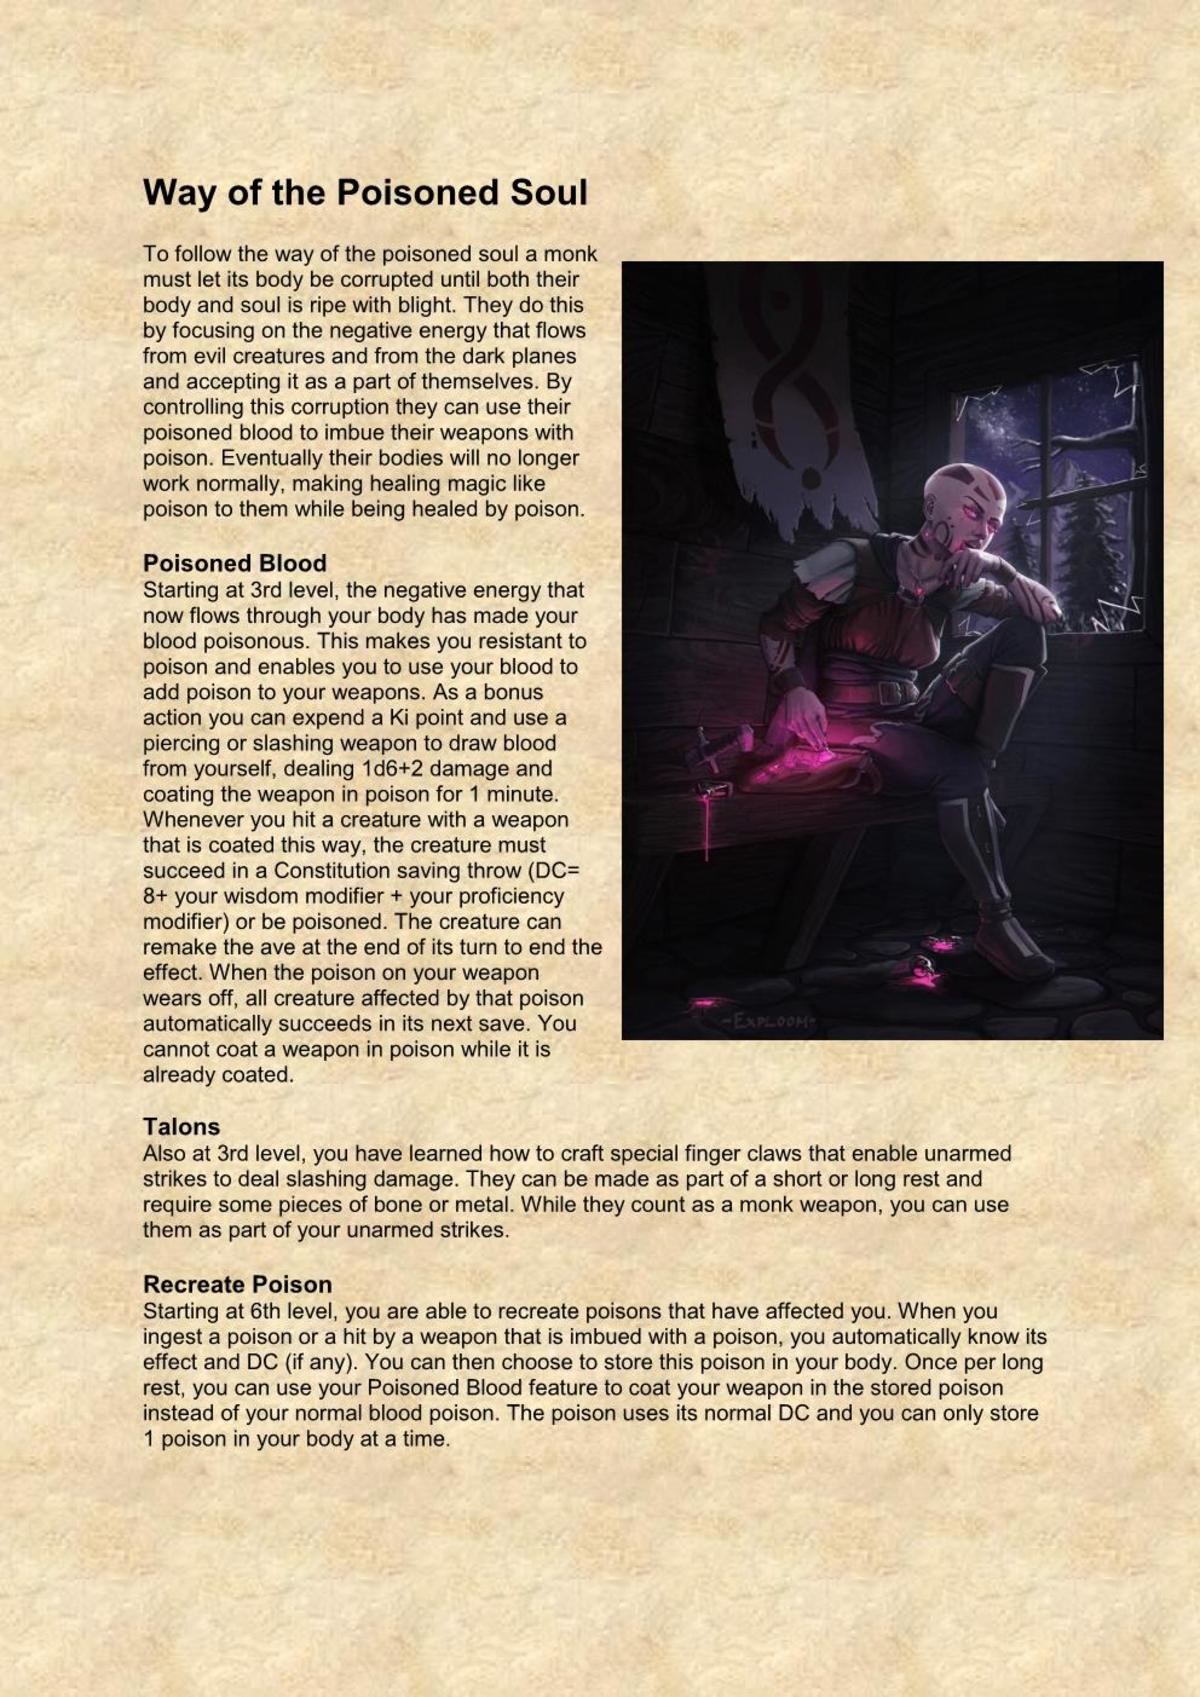 Way of the Poisoned Soul
To follow the way of the poisoned soul a monk
must let its body be corrupted until both their
body and soul is ripe with blight. They do this
by focusing on the negative energy that flows
from evil creatures and from the dark planes
and accepting it as a part of themselves. By
controlling this corruption they can use their
poisoned blood to imbue their weapons with
poison. Eventually their bodies will no longer
work normally, making healing magic like
poison to them while being healed by poison.
Poisoned Blood
Starting at 3rd level, the negative energy that
now flows through your body has made your
blood poisonous. This makes you resistant to
poison and enables you to use your blood to
add poison to your weapons. As a bonus
action you can expend a Ki point and use a
piercing or slashing weapon to draw blood
from yourself, dealing 1d6+2 damage and
coating the weapon in poison for 1 minute.
Whenever you hit a creature with a weapon
that is coated this way, the creature must
succeed in a Constitution saving throw (DC=
8+ your wisdom modifier + your proficiency
modifier) or be poisoned. The creature can
remake the ave at the end of its turn to end the
effect. When the poison on your weapon
wears off, all creature affected by that poison
automatically succeeds in its next save. You
cannot coat a weapon in poison while it is
already coated.
-EXPLOOM-
Talons
Also at 3rd level, you have learned how to craft special finger claws that enable unarmed
strikes to deal slashing damage. They can be made as part of a short or long rest and
require some pieces of bone or metal. While they count as a monk weapon, you can use
them as part of your unarmed strikes.
Recreate Poison
Starting at 6th level, you are able to recreate poisons that have affected you. When you
ingest a poison or a hit by a weapon that is imbued with a poison, you automatically know its
effect and DC (if any). You can then choose to store this poison in your body. Once per long
rest, you can use your Poisoned Blood feature to coat your weapon in the stored poison
instead of your normal blood poison. The poison uses its normal DC and you can only store
1 poison in your body at a time.